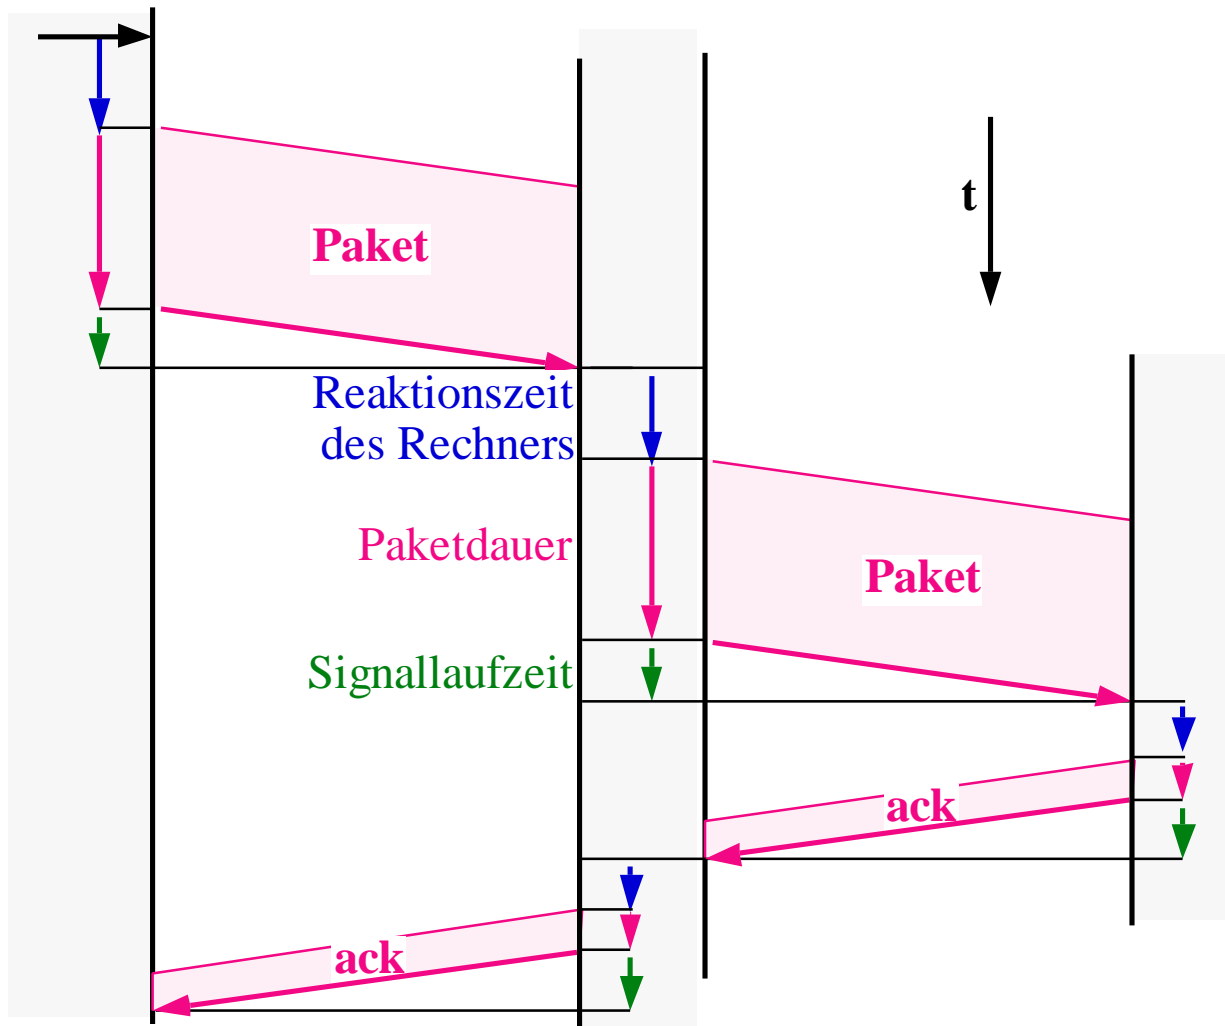 t
Paket
Reaktionszeit
des Rechners
Paketdauer
Paket
Signallaufzeit
ack
ack